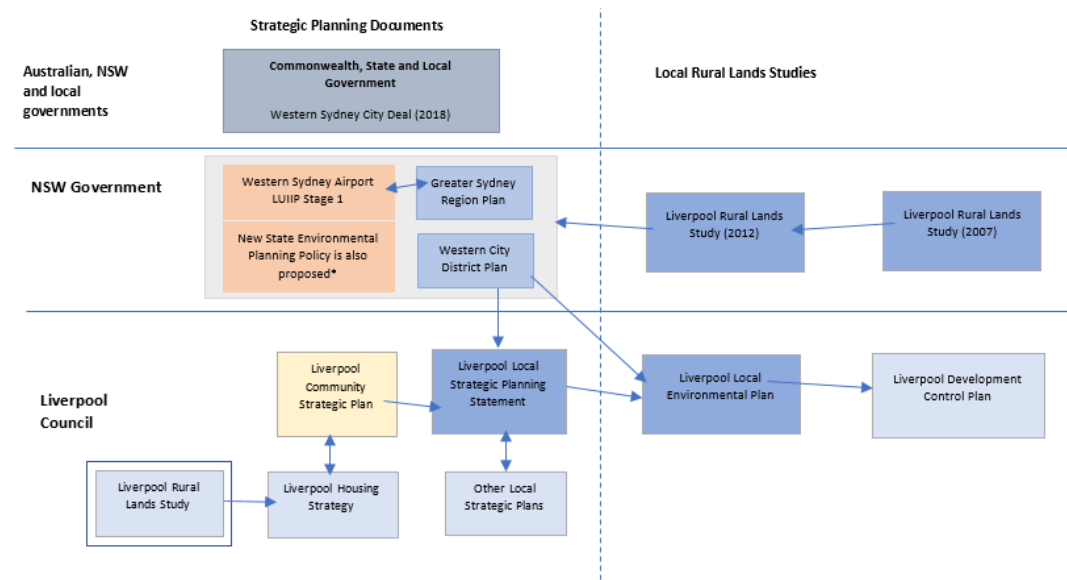 Strategic Planning Documents
Australian, NSW
and local
governments
Commonwealth, State and Local
Government
Western Sydney City Deal (2018)
Local Rural Lands Studies
NSW Government
Western Sydney Airport
LUIIP Stage 1
Greater Sydney
Region Plan
New State Environmental
Planning Policy is also
proposed*
Western City
District Plan
Liverpool Rural Lands
Study (2012)
Liverpool Rural Lands
Study (2007)
Liverpool
Council
Liverpool
Community
Strategic Plan
Liverpool Local
Strategic Planning
Statement
Liverpool Local
Environmental Plan
Liverpool Development
Control Plan
Liverpool Rural
Lands Study
Liverpool Housing
Strategy
Other Local
Strategic Plans